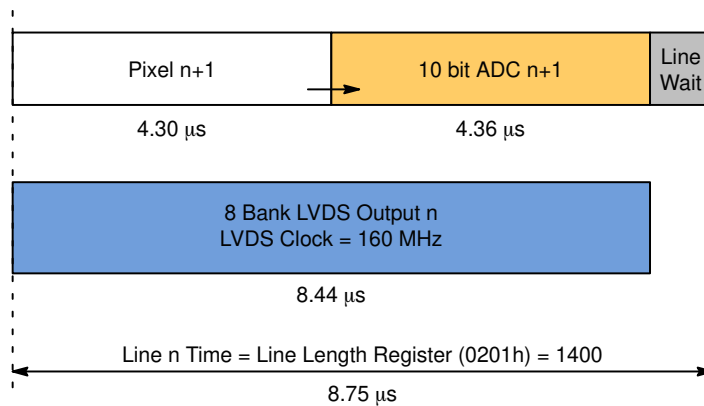 Pixel n+1
10 bit ADC n+1
Line
Wait
4.30 μs
4.36 μs
8 Bank LVDS Output n
LVDS Clock = 160 MHz
8.44 μs
Line n Time = Line Length Register (0201h) = 1400
8.75 μs